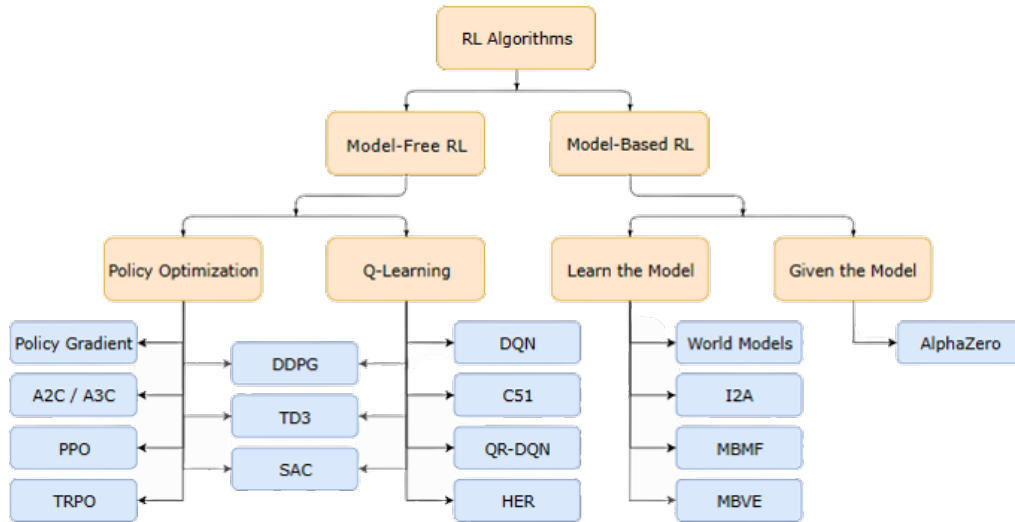 RL Algorithms
Model-Free RL
Model-Based RL
Policy Optimization
Q-Learning
Learn the Model
Given the Model
Policy Gradient
DDPG
DQN
World Models
AlphaZero
A2C / A3C
TD3
C51
I2A
PPO
SAC
QR-DQN
MBMF
TRPO
HER
MBVE